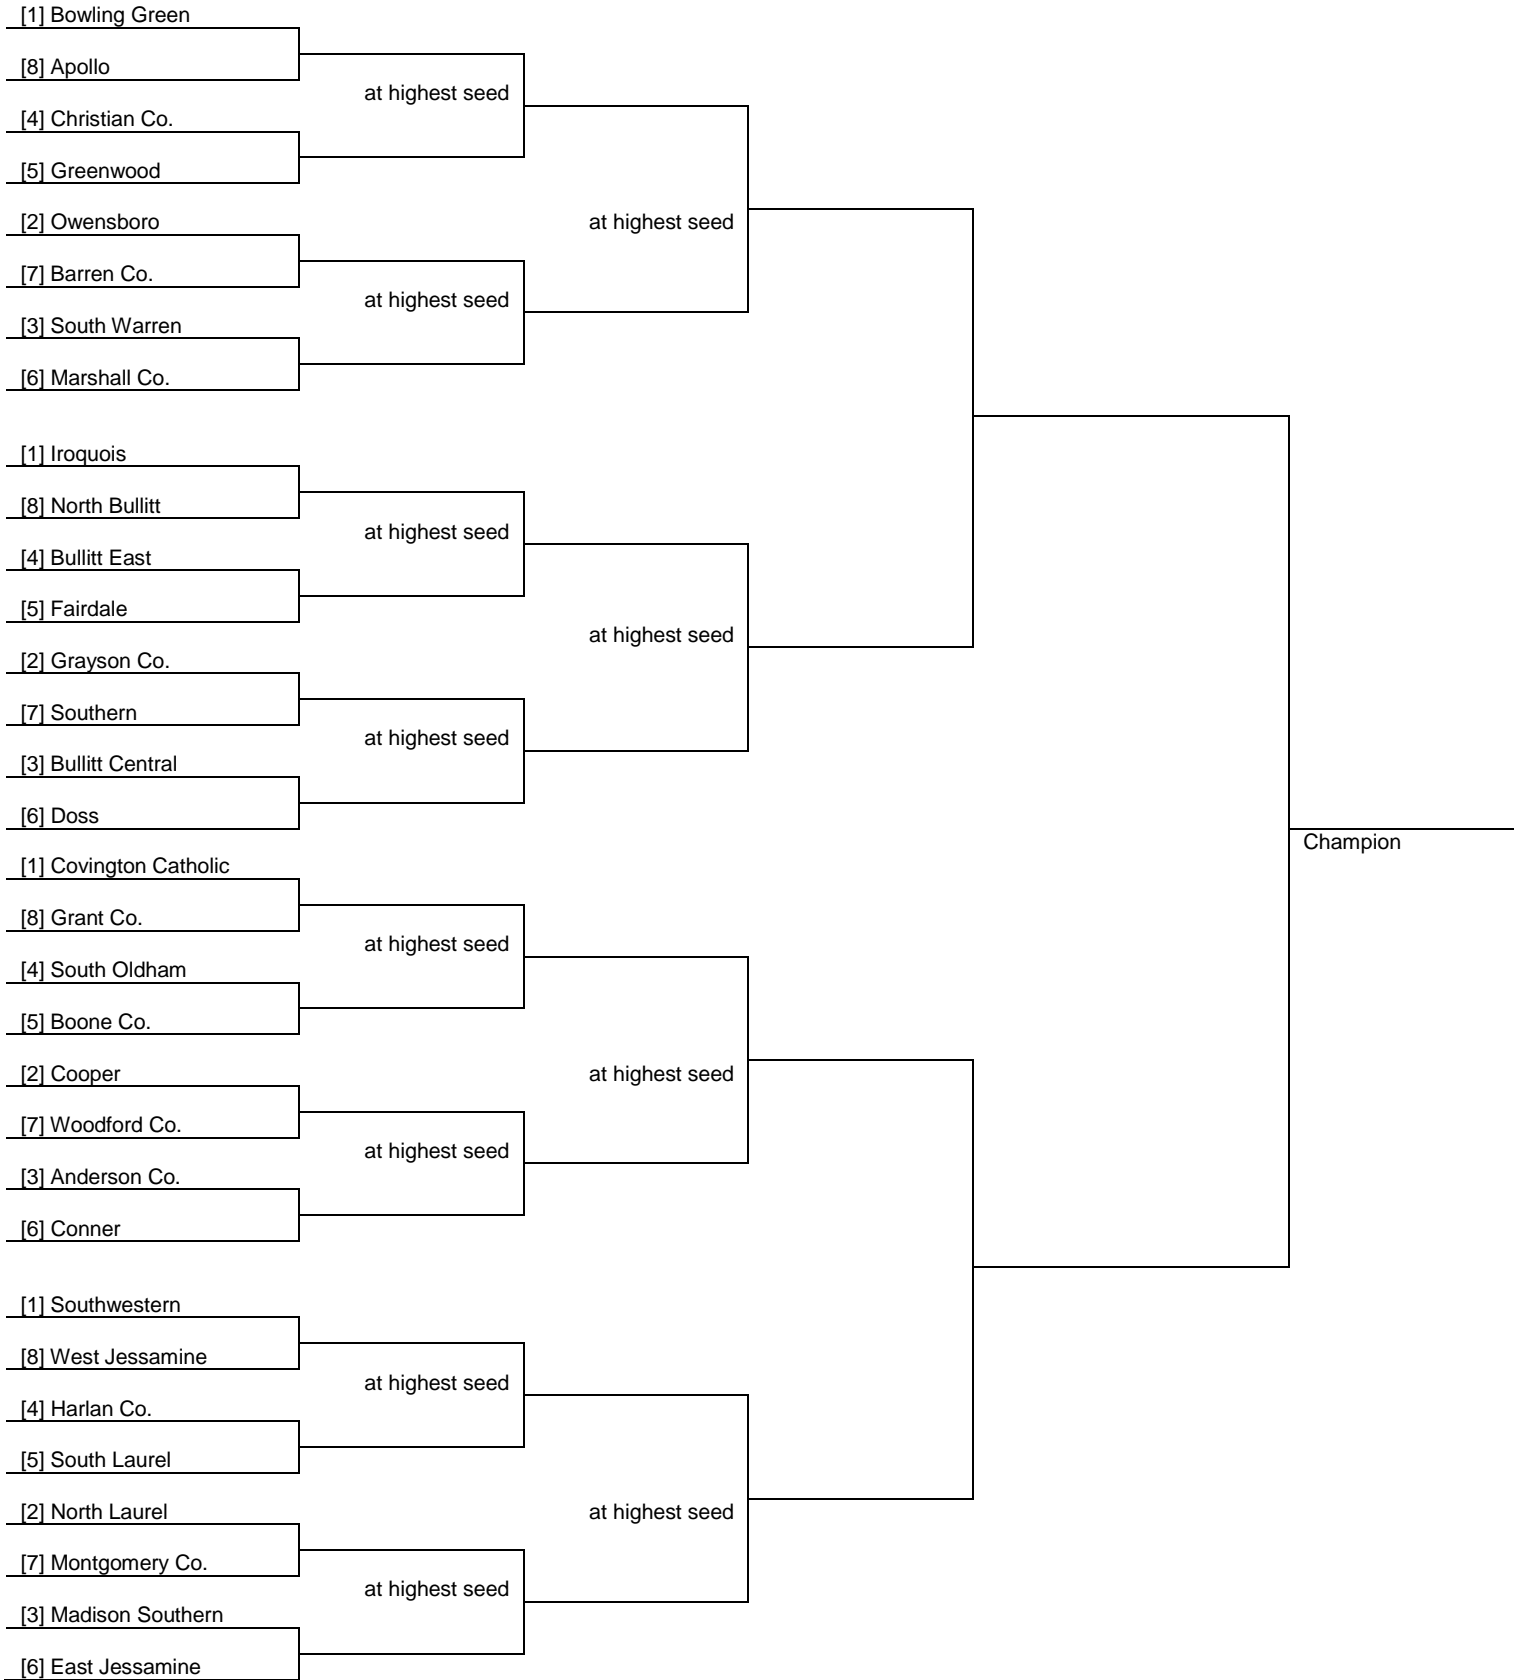 [1] Bowling Green
[8] Apollo
at highest seed
[4] Christian Co.
[5] Greenwood
[2] Owensboro
at highest seed
[7] Barren Co.
at highest seed
[3] South Warren
[6] Marshall Co.
[1] Iroquois
[8] North Bullitt
at highest seed
[4] Bullitt East
[5] Fairdale
at highest seed
[2] Grayson Co.
[7] Southern
at highest seed
[3] Bullitt Central
[6] Doss
Champion
[1] Covington Catholic
[8] Grant Co.
at highest seed
[4] South Oldham
[5] Boone Co.
[2] Cooper
at highest seed
[7] Woodford Co.
at highest seed
[3] Anderson Co.
[6] Conner
[1] Southwestern
[8] West Jessamine
at highest seed
[4] Harlan Co.
[5] South Laurel
[2] North Laurel
at highest seed
[7] Montgomery Co.
at highest seed
[3] Madison Southern
[6] East Jessamine